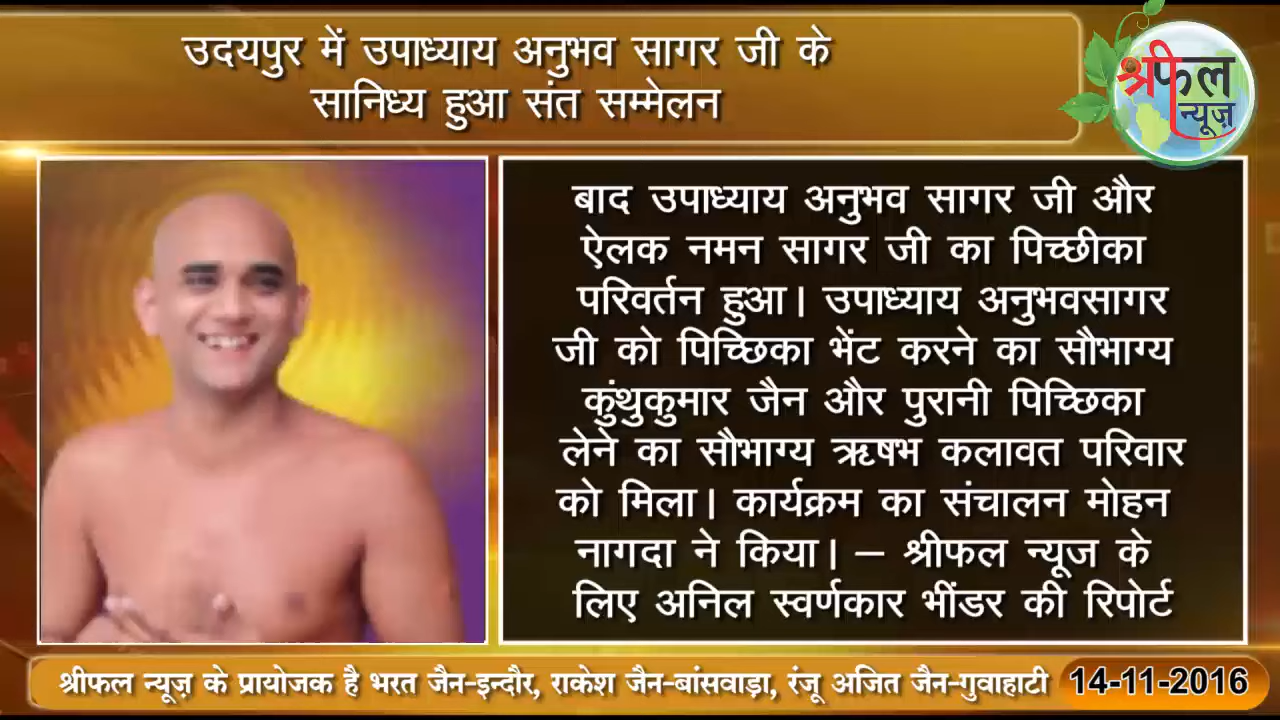 उदयपुर में उपाध्याय अनुभव सागर जी के
सानिध्य हुआ संत सम्मेलन
श्रीफल
न्यूज़
बाद उपाध्याय अनुभव सागर जी और
ऐलक नमन सागर जी का पिच्छीका
परिवर्तन हुआ। उपाध्याय अनुभवसागर
जी को पिच्छिका भेंट करने का सौभाग्य
कुंथुकुमार जैन और पुरानी पिच्छिका
लेने का सौभाग्य ऋषभ कलावत परिवार
को मिला। कार्यक्रम का संचालन मोहन
नागदा ने किया। – श्रीफल न्यूज के
लिए अनिल स्वर्णकार भींडर की रिपोर्ट
श्रीफल न्यूज़ के प्रायोजक है भरत जैन-इन्दौर, राकेश जैन-बांसवाड़ा, रंजू अजित जैन-गुवाहाटी
14-11-2016